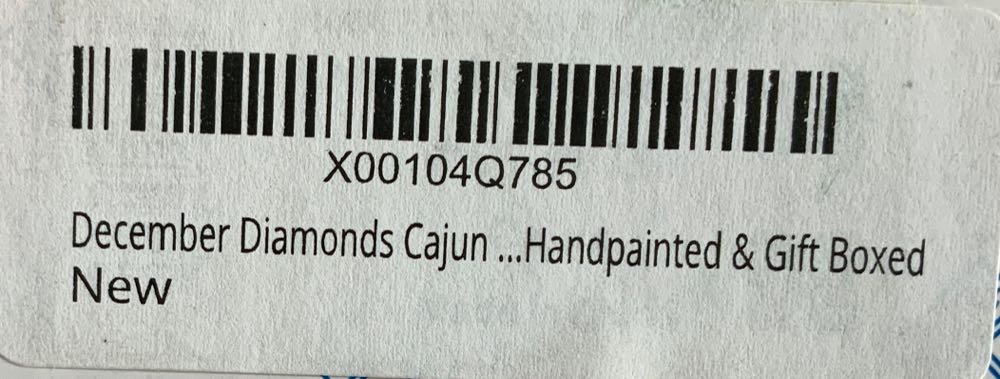 X00104Q785
December Diamonds Cajun ...Handpainted & Gift Boxed
New